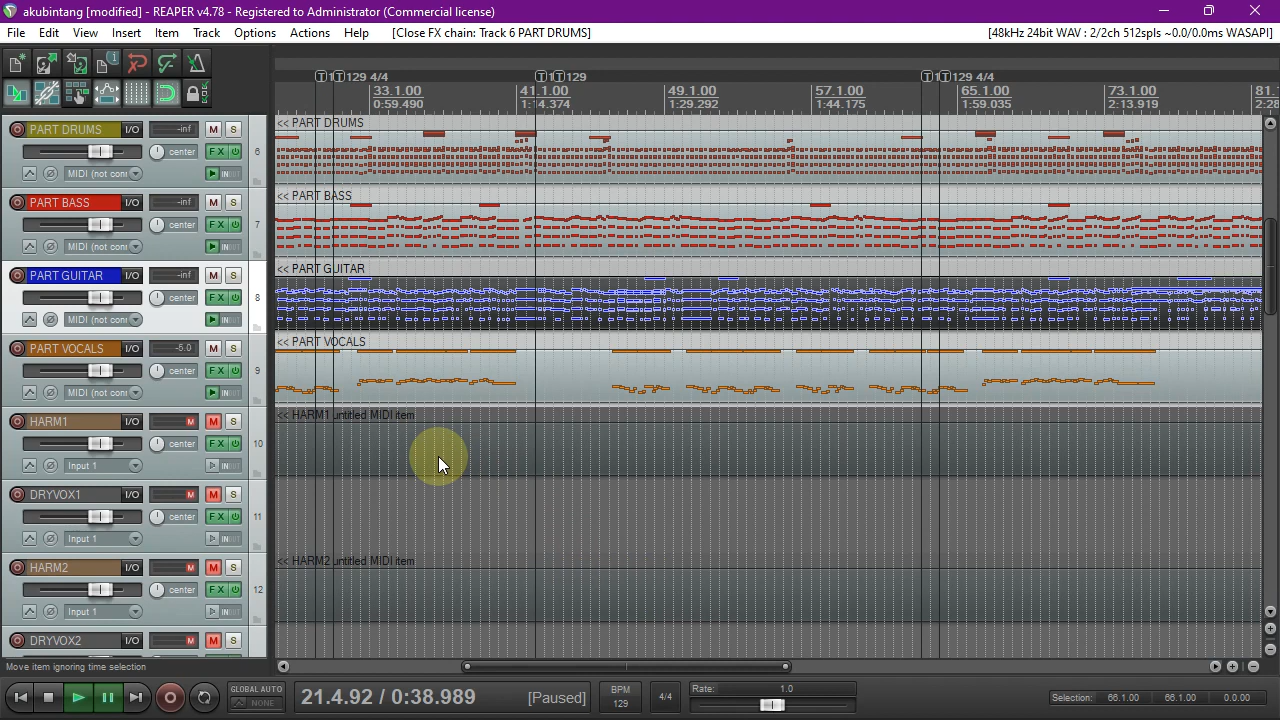 akubintang [modified] - REAPER v4.78 - Registered to Administrator (Commercial license)
File Edit View Insert Item Track Options Actions Help [Close FX chain: Track 6 PART DRUMS] [48kHz 24bit WAV : 2/2ch 512spls ~0.0/0.0ms WASAPI]
129 4/4 129 129 4/4
33.1.00 41.1.00 49.1.00 57.1.00 65.1.00 73.1.00 81.
0:59.490 1:14.374 1:29.292 1:44.175 1:59.035 2:13.919 2:28
PART DRUMS I/O -inf M S << PART DRUMS
center FX 6
MIDI (not con IN
PART BASS I/O -inf M S << PART BASS
center FX 7
MIDI (not con IN
PART GUITAR I/O -inf M S << PART GUITAR
center FX 8
MIDI (not con IN
PART VOCALS I/O -5.0 M S << PART VOCALS
center FX 9
MIDI (not con IN
HARM1 I/O M M S << HARM1 untitled MIDI item
center FX 10
Input 1 IN
DRYVOX1 I/O M M S
center FX 11
Input 1 IN
HARM2 I/O M M S << HARM2 untitled MIDI item
center FX 12
Input 1 IN
DRYVOX2 I/O M M S
Move item ignoring time selection
GLOBAL AUTO
NONE
21.4.92 / 0:38.989 [Paused]
BPM
129
4/4
Rate: 1.0
Selection: 66.1.00 66.1.00 0.0.00